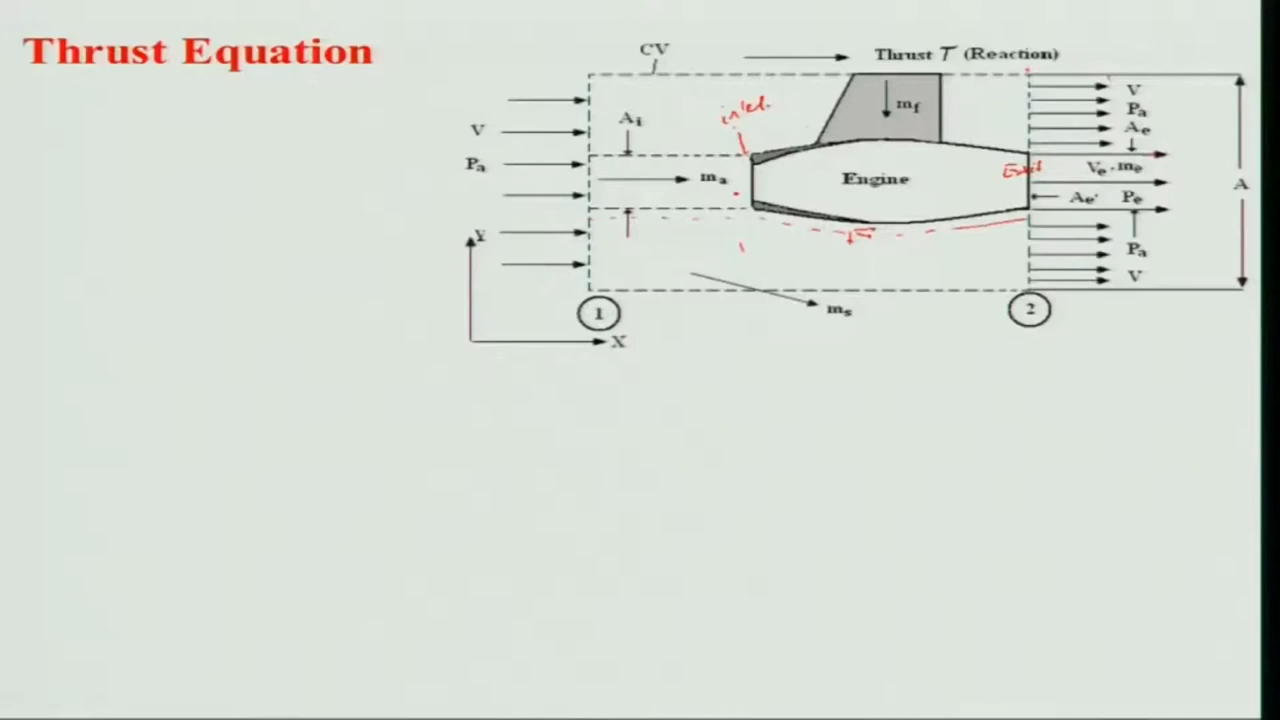 Thrust Equation
CV
Thrust T (Reaction)
V
Pa
Ae
inlet
Ai
mf
V
Pa
ma
Engine
Exit
Ve . me
A
Ae
Pe
y
Pa
V
1
2
ms
X